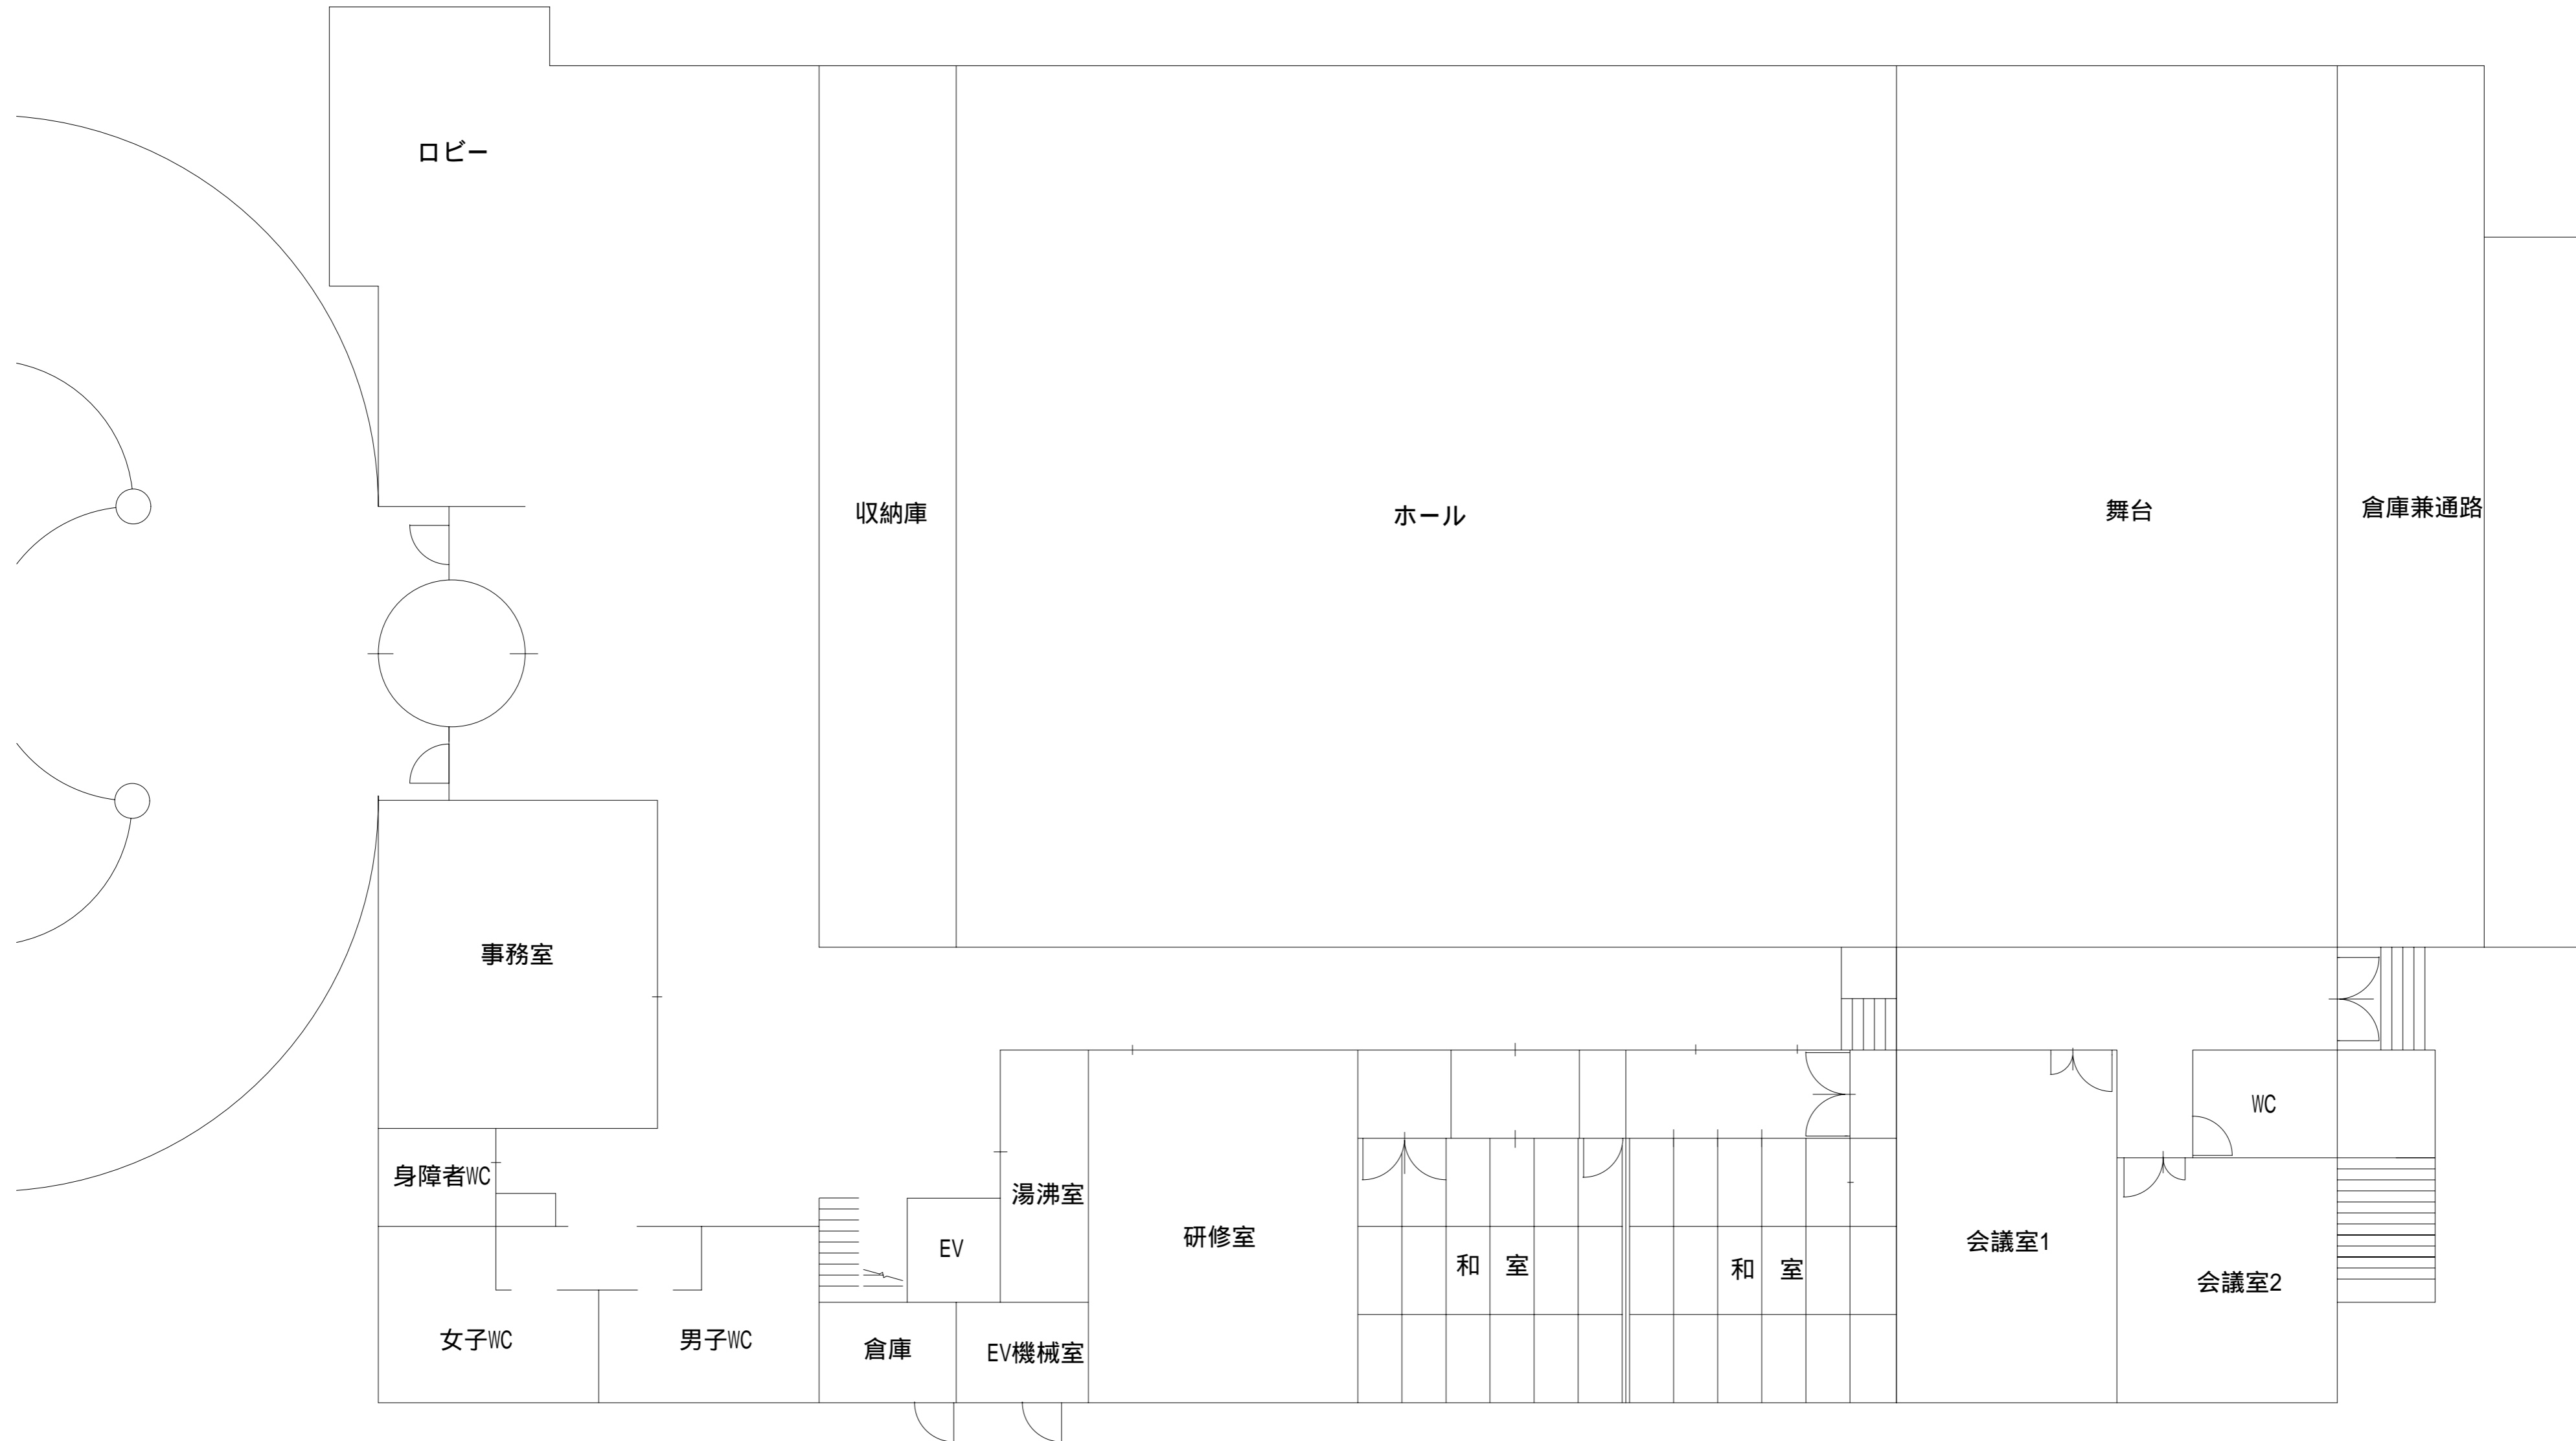 ロビー
収納庫
ホール
舞台
倉庫兼通路
事務室
身障者WC
湯沸室
EV
研修室
和　室
和　室
会議室1
WC
会議室2
女子WC
男子WC
倉庫
EV機械室